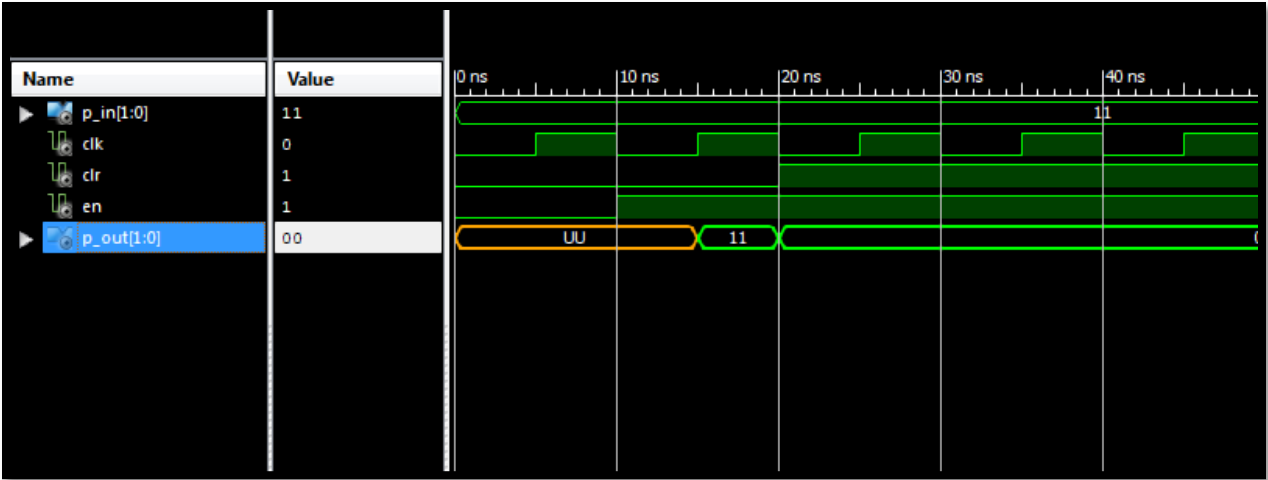 Name Value 0 ns 10 ns 20 ns 30 ns 40 ns
p_in[1:0] 11 11
clk 0
clr 1
en 1
p_out[1:0] 00 UU 11